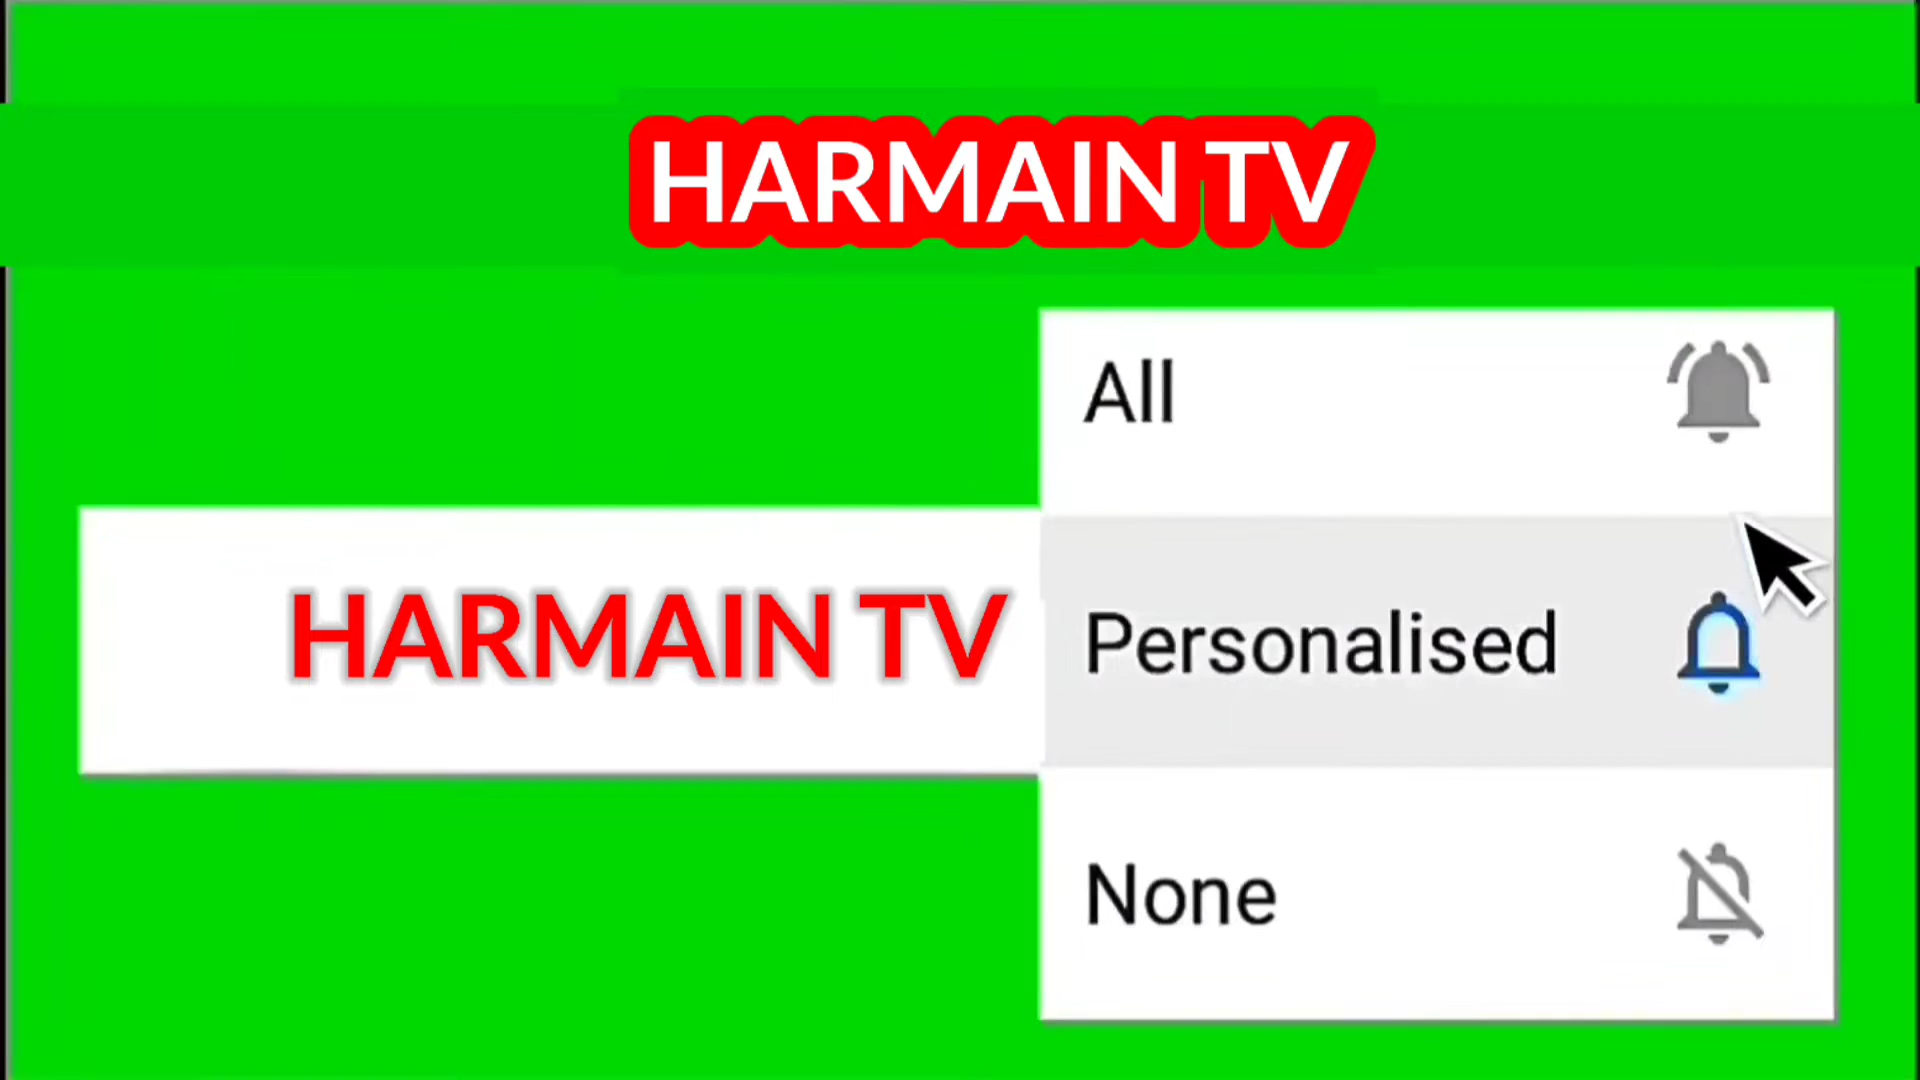 HARMAIN TV
All
HARMAIN TV
Personalised
None